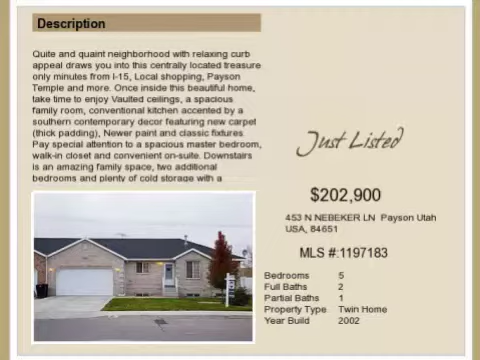 Description
Quite and quaint neighborhood with relaxing curb
appeal draws you into this centrally located treasure
only minutes from I-15, Local shopping, Payson
Temple and more. Once inside this beautiful home,
take time to enjoy Vaulted ceilings, a spacious
family room, conventional kitchen accented by a
southern contemporary decor featuring new carpet
(thick padding), Newer paint and classic fixtures.
Pay special attention to a spacious master bedroom,
walk-in closet and convenient on-suite. Downstairs
is an amazing family space, two additional
bedrooms and plenty of cold storage with a
Just Listed
$202,900
453 N NEBEKER LN Payson Utah
USA, 84651
MLS #:1197183
Bedrooms 5
Full Baths 2
Partial Baths 1
Property Type Twin Home
Year Build 2002